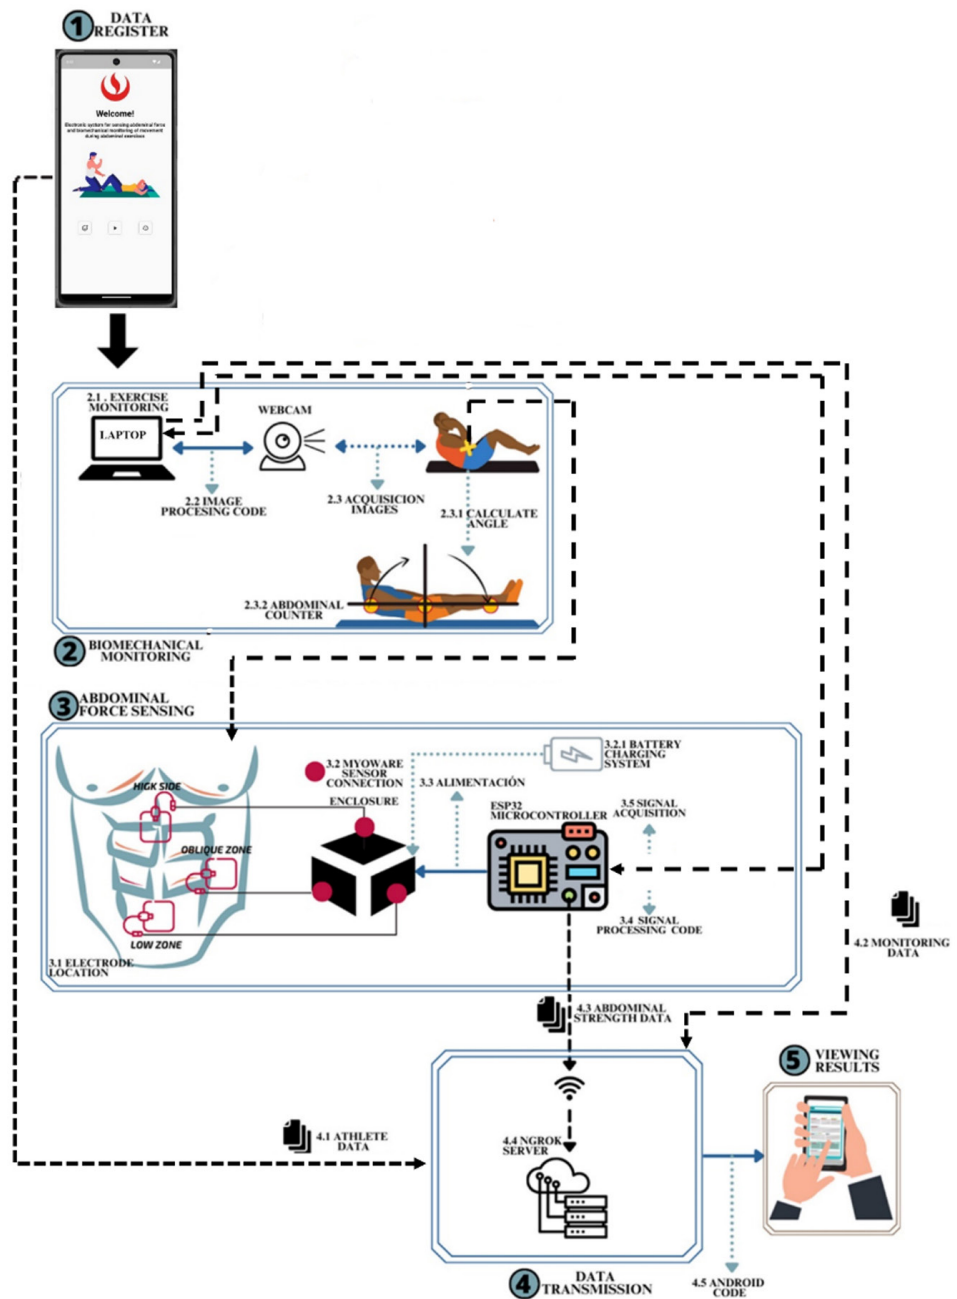 1 DATA
REGISTER
Welcome!
Electronic system for sensing abdominal force
and biomechanical monitoring of movement
during abdominal exercises
2.1 . EXERCISE
MONITORING
LAPTOP
WEBCAM
2.2 IMAGE
PROCESING CODE
2.3 ACQUISICION
IMAGES
2.3.1 CALCULATE
ANGLE
2.3.2 ABDOMINAL
COUNTER
2 BIOMECHANICAL
MONITORING
3 ABDOMINAL
FORCE SENSING
3.2 MYOWARE
SENSOR
CONNECTION
ENCLOSURE
3.3 ALIMENTACIÓN
3.2.1 BATTERY
CHARGING
SYSTEM
ESP32
MICROCONTROLLER
3.5 SIGNAL
ACQUISITION
3.4 SIGNAL
PROCESSING CODE
HIGK SIDE
OBLIQUE ZONE
LOW ZONE
3.1 ELECTRODE
LOCATION
4.2 MONITORING
DATA
4.3 ABDOMINAL
STRENGTH DATA
4.1 ATHLETE
DATA
4.4 NGROK
SERVER
4 DATA
TRANSMISSION
5 VIEWING
RESULTS
4.5 ANDROID
CODE